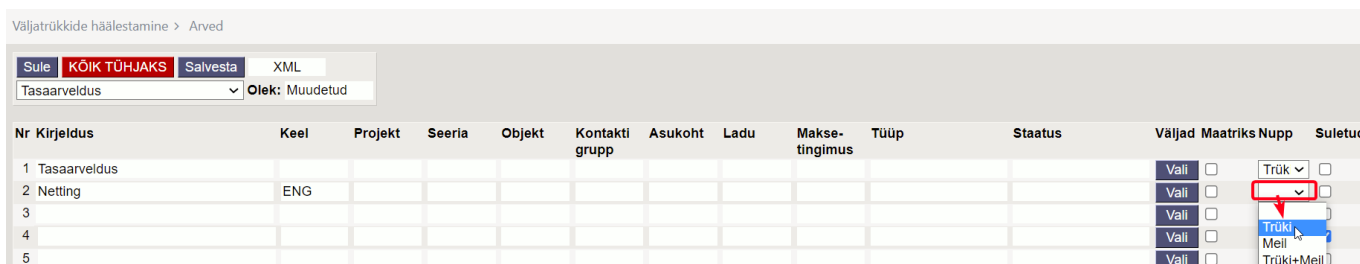 Väljatrükkide häälestamine > Arved
Sule KÕIK TÜHJAKS Salvesta XML
Tasaarveldus Olek: Muudetud
Nr Kirjeldus Keel Projekt Seeria Objekt Kontakti grupp Asukoht Ladu Makse-tingimus Tüüp Staatus Väljad Maatriks Nupp Suletud
1 Tasaarveldus Vali Trük
2 Netting ENG Vali
3 Vali
4 Vali Trüki
Meil
5 Vali Trüki+Meil